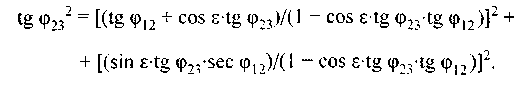 tg φ₂₃² = [(tg φ₁₂ + cos ε·tg φ₂₃)/(1 − cos ε·tg φ₂₃·tg φ₁₂)]² +
+ [(sin ε·tg φ₂₃·sec φ₁₂)/(1 − cos ε·tg φ₂₃·tg φ₁₂)]².